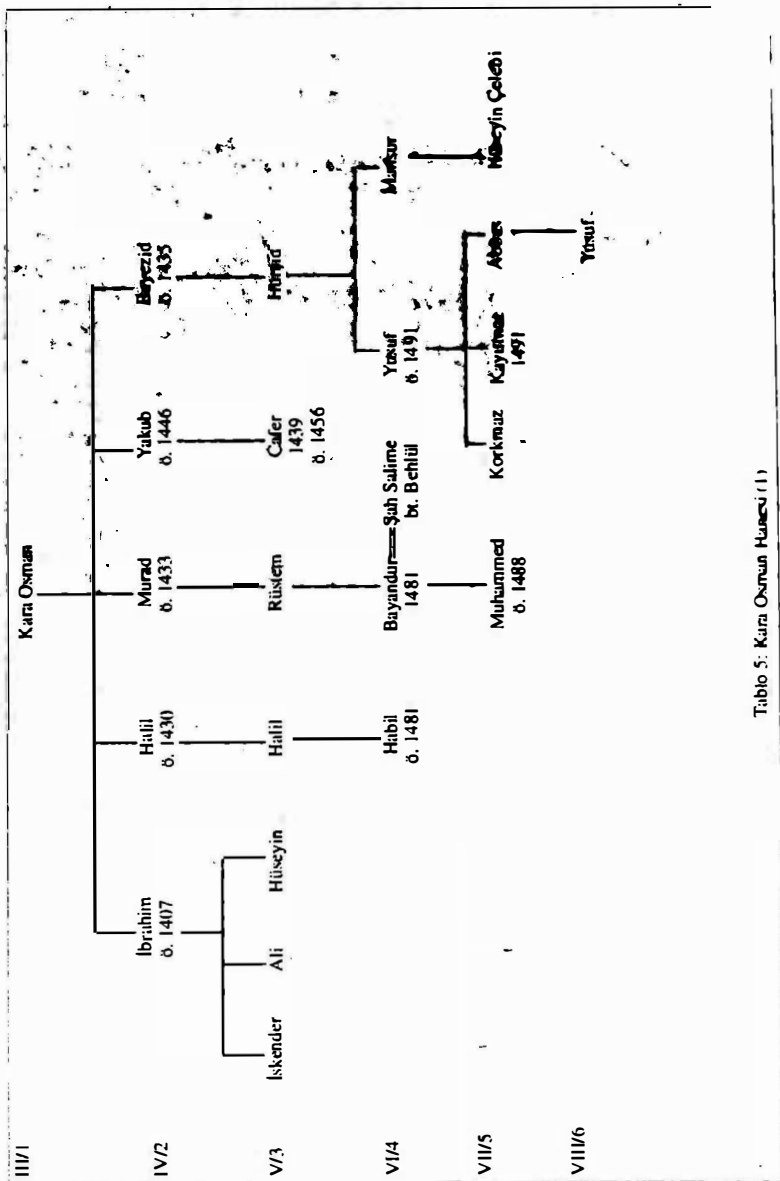 III/1
Kara Osman
IV/2
İbrahim
ö. 1407
Halil
ö. 1430
Murad
ö. 1433
Yakub
ö. 1446
Bayezid
ö. 1435
V/3
İskender
Ali
Hüseyin
Halil
Rüstem
Cafer
1439
ö. 1456
Hurşid
VI/4
Habil
ö. 1481
Bayandur
1481
Şah Salime
bt. Behlül
Yusuf
ö. 1491
Mansur
VII/5
Muhammed
ö. 1488
Korkmaz
Kayıtmaz
1491
Abbas
Hüseyin Çelebi
VIII/6
Yusuf
Tablo 5: Kara Osman Hanesi (1)